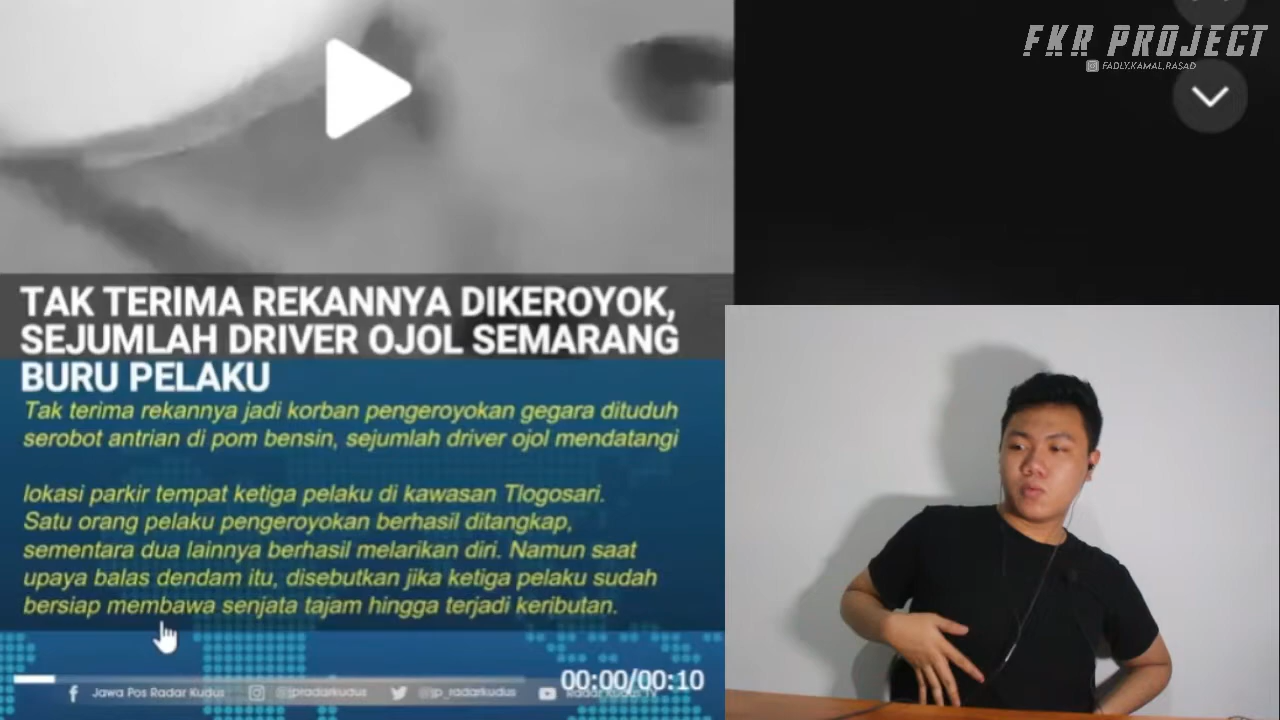 FKR PROJECT
FADLY.KAMAL.RASAD
TAK TERIMA REKANNYA DIKEROYOK,
SEJUMLAH DRIVER OJOL SEMARANG
BURU PELAKU
Tak terima rekannya jadi korban pengeroyokan gegara dituduh
serobot antrian di pom bensin, sejumlah driver ojol mendatangi
lokasi parkir tempat ketiga pelaku di kawasan Tlogosari.
Satu orang pelaku pengeroyokan berhasil ditangkap,
sementara dua lainnya berhasil melarikan diri. Namun saat
upaya balas dendam itu, disebutkan jika ketiga pelaku sudah
bersiap membawa senjata tajam hingga terjadi keributan.
00:00/00:10
Jawa Pos Radar Kudus @jpradarkudus @jp_radarkudus Radar Kudus TV